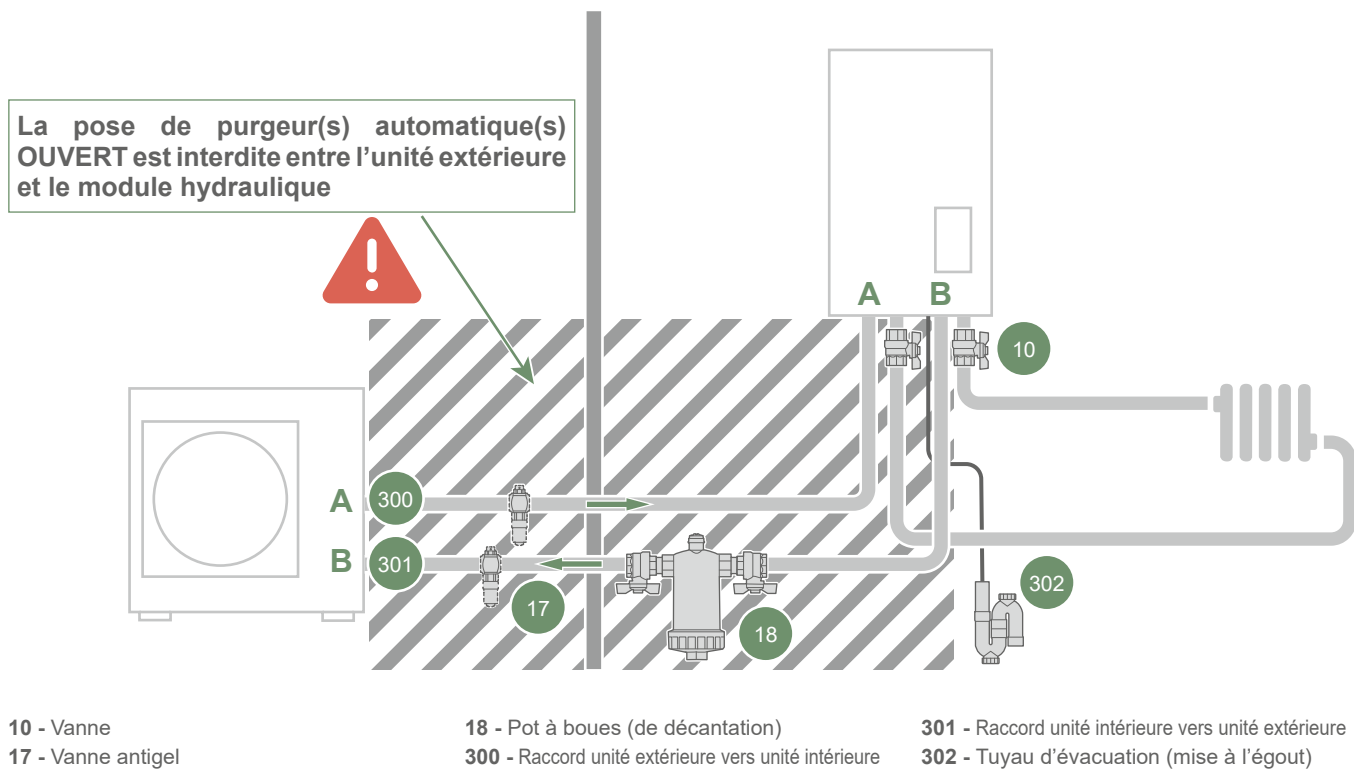 La pose de purgeur(s) automatique(s)
OUVERT est interdite entre l'unité extérieure
et le module hydraulique
A
B
10
A
300
B
301
17
18
302
10 - Vanne
17 - Vanne antigel
18 - Pot à boues (de décantation)
300 - Raccord unité extérieure vers unité intérieure
301 - Raccord unité intérieure vers unité extérieure
302 - Tuyau d'évacuation (mise à l'égout)